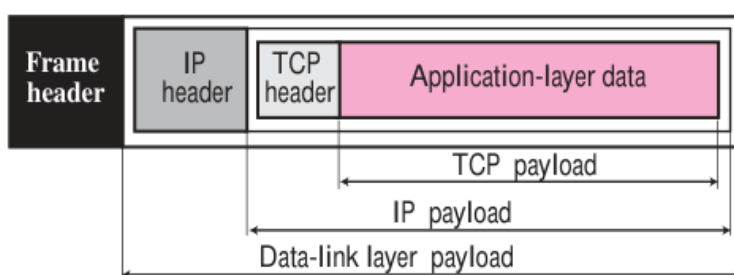 Frame
header
IP
header
TCP
header
Application-layer data
TCP payload
IP payload
Data-link layer payload